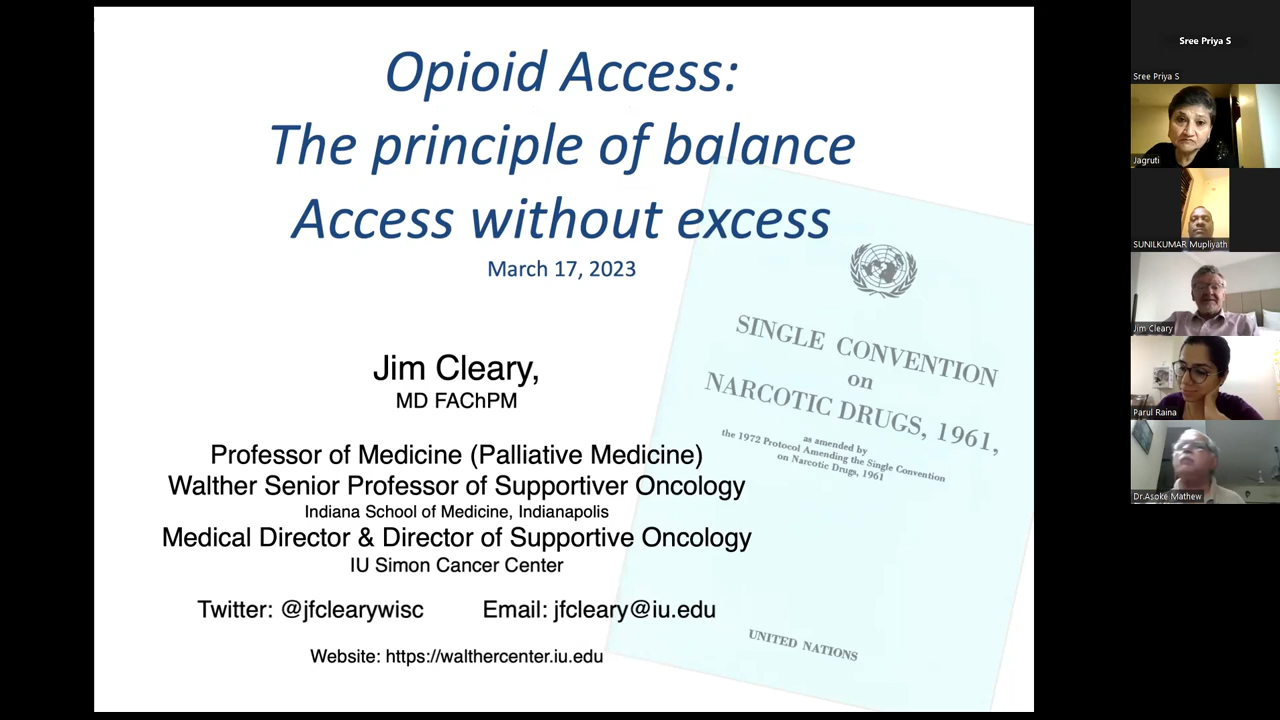 Opioid Access:
The principle of balance
Access without excess
March 17, 2023
Jim Cleary,
MD FAChPM
Professor of Medicine (Palliative Medicine)
Walther Senior Professor of Supportiver Oncology
Indiana School of Medicine, Indianapolis
Medical Director & Director of Supportive Oncology
IU Simon Cancer Center
Twitter: @jfclearywisc Email: jfcleary@iu.edu
Website: https://walthercenter.iu.edu
SINGLE CONVENTION
on
NARCOTIC DRUGS, 1961,
as amended by
the 1972 Protocol Amending the Single Convention
on Narcotic Drugs, 1961
UNITED NATIONS
Sree Priya S
Sree Priya S
Jagruti
SUNILKUMAR Mupliyath
Jim Cleary
Parul Raina
Dr.Asoke Mathew